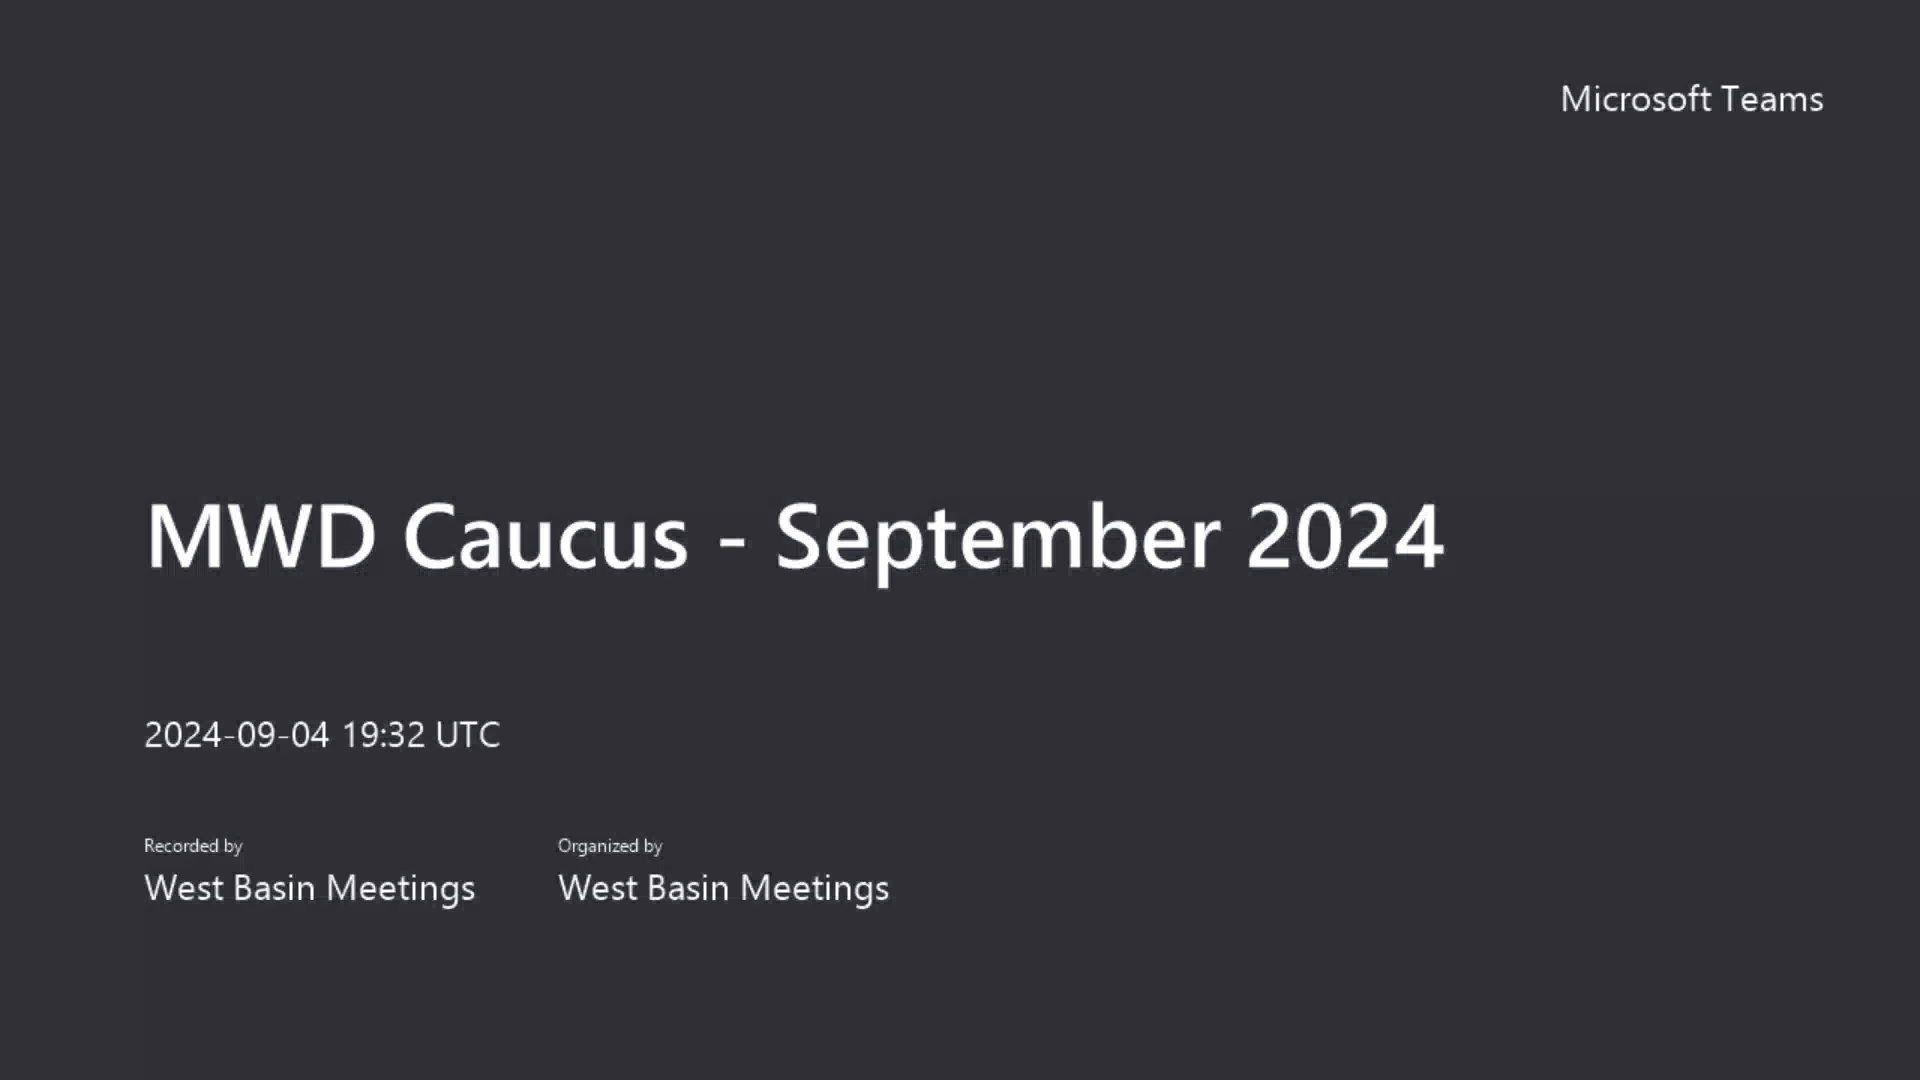 Microsoft Teams
MWD Caucus - September 2024
2024-09-04 19:32 UTC
Recorded by
West Basin Meetings
Organized by
West Basin Meetings